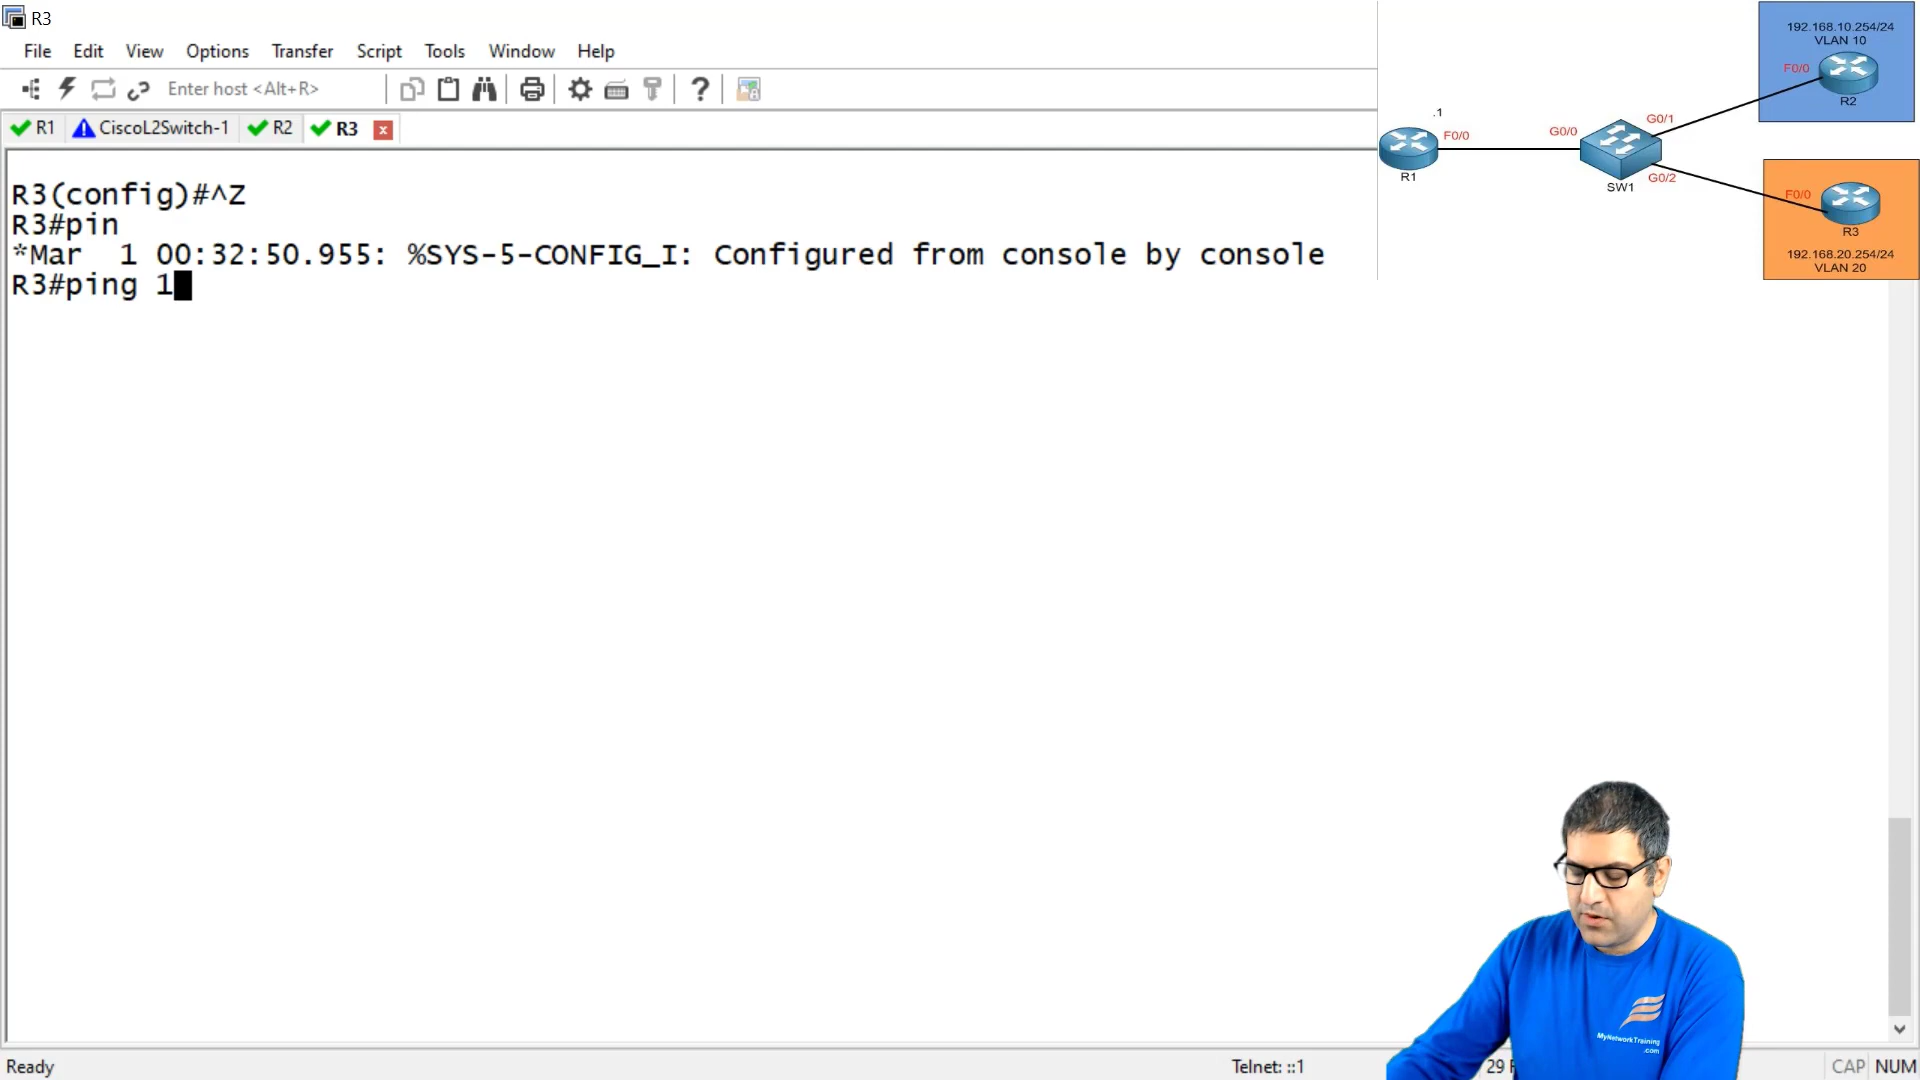 R3
File Edit View Options Transfer Script Tools Window Help
Enter host <Alt+R>
R1 CiscoL2Switch-1 R2 R3 x
R3(config)#^Z
R3#pin
*Mar  1 00:32:50.955: %SYS-5-CONFIG_I: Configured from console by console
R3#ping 1
192.168.10.254/24
VLAN 10
F0/0
R2
.1
F0/0
R1
G0/0
G0/1
SW1
G0/2
F0/0
R3
192.168.20.254/24
VLAN 20
MyNetworkTraining
.com
Ready Telnet: ::1 29 CAP NUM